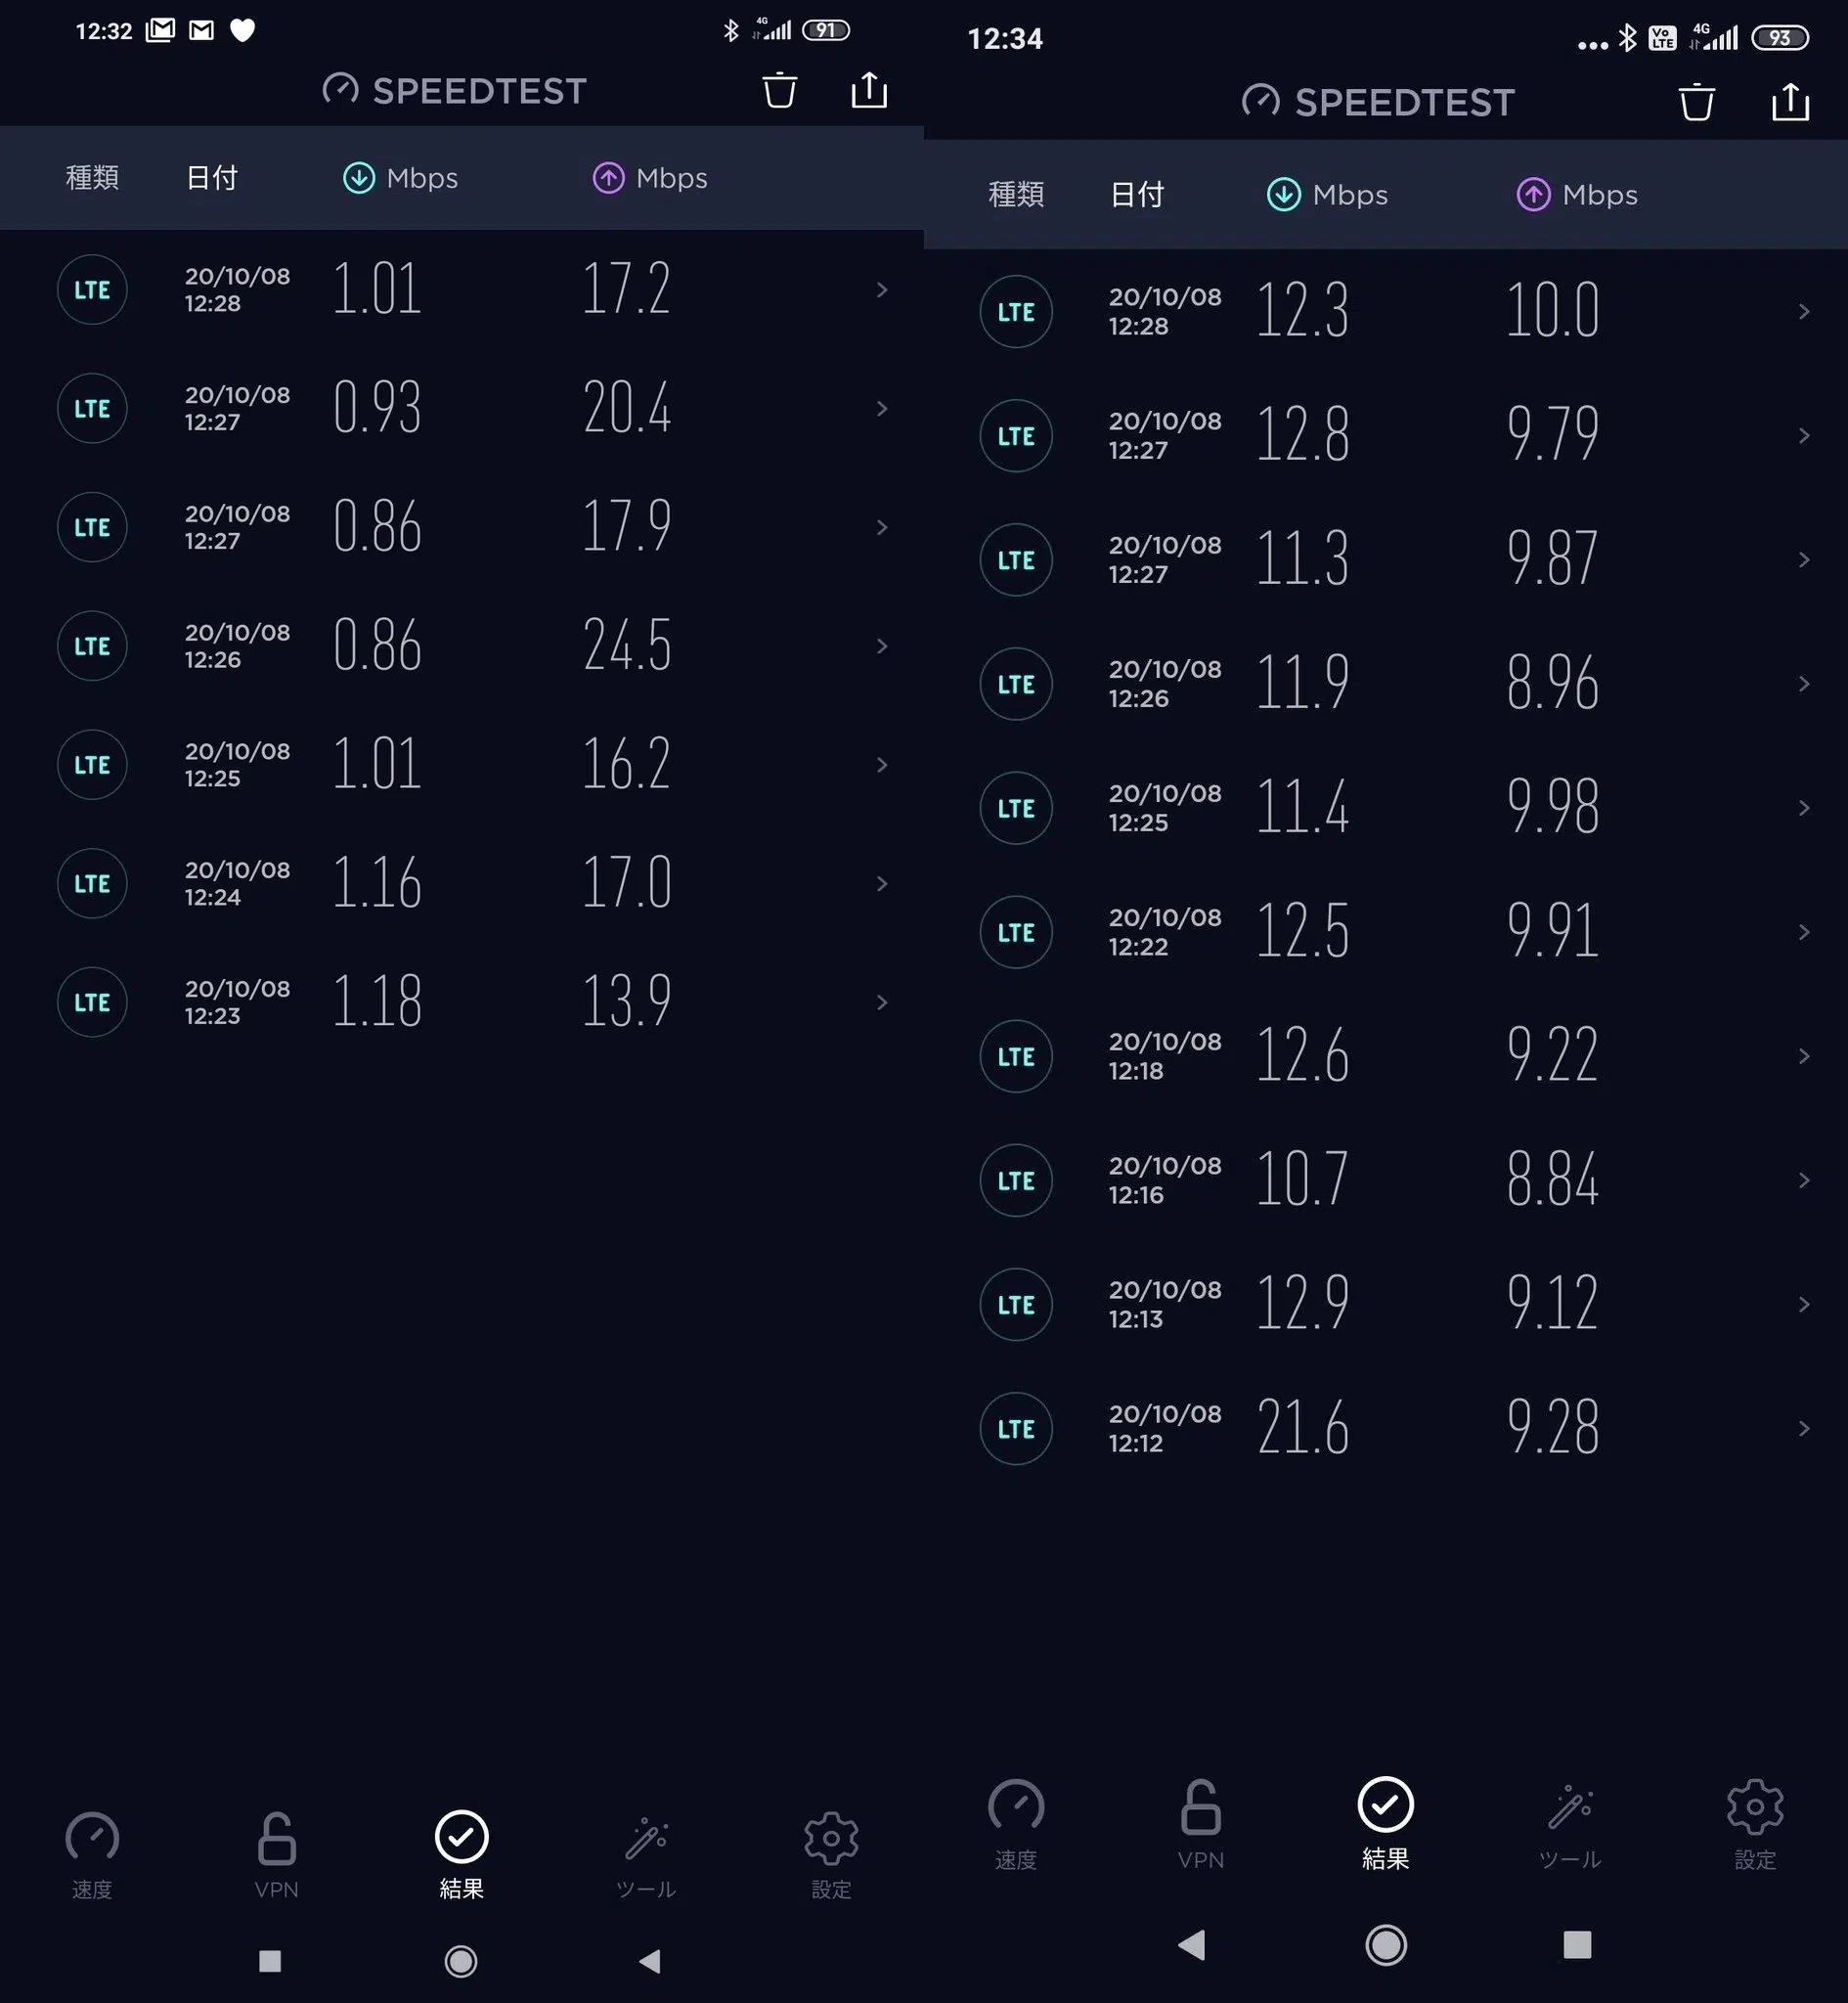 12:32
4G
91
SPEEDTEST
種類 日付 Mbps Mbps
LTE 20/10/08 12:28 1.01 17.2
LTE 20/10/08 12:27 0.93 20.4
LTE 20/10/08 12:27 0.86 17.9
LTE 20/10/08 12:26 0.86 24.5
LTE 20/10/08 12:25 1.01 16.2
LTE 20/10/08 12:24 1.16 17.0
LTE 20/10/08 12:23 1.18 13.9
速度 VPN 結果 ツール 設定
12:34
Vo LTE
4G
93
SPEEDTEST
種類 日付 Mbps Mbps
LTE 20/10/08 12:28 12.3 10.0
LTE 20/10/08 12:27 12.8 9.79
LTE 20/10/08 12:27 11.3 9.87
LTE 20/10/08 12:26 11.9 8.96
LTE 20/10/08 12:25 11.4 9.98
LTE 20/10/08 12:22 12.5 9.91
LTE 20/10/08 12:18 12.6 9.22
LTE 20/10/08 12:16 10.7 8.84
LTE 20/10/08 12:13 12.9 9.12
LTE 20/10/08 12:12 21.6 9.28
速度 VPN 結果 ツール 設定